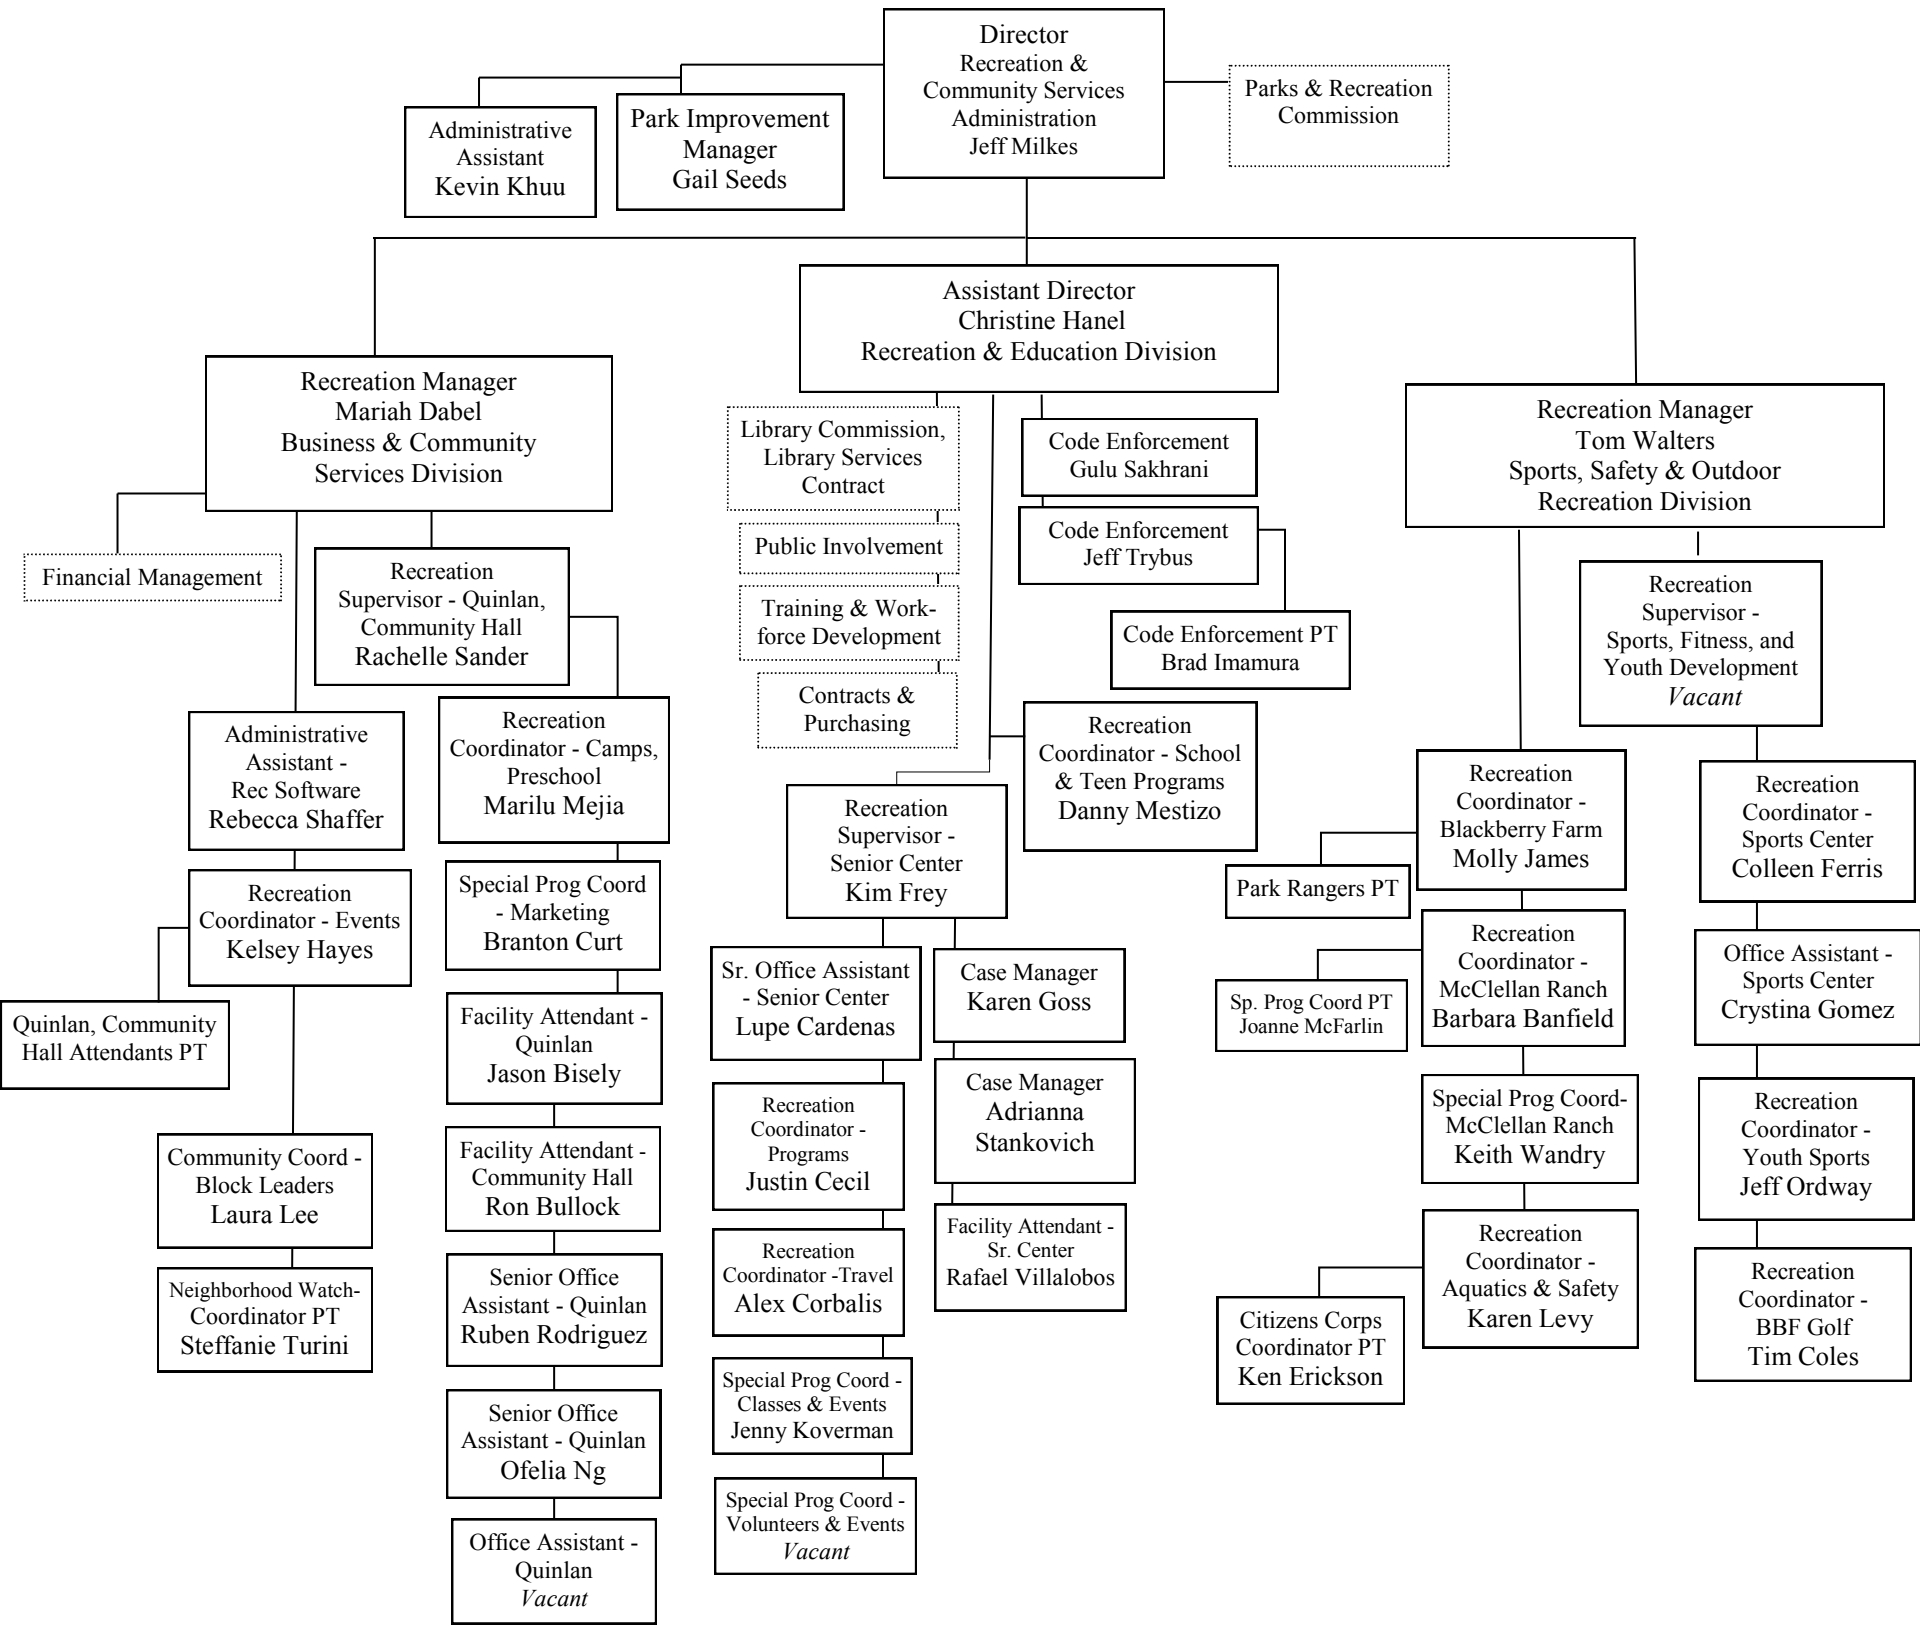 Director
Recreation &
Community Services
Administration
Jeff Milkes
Parks & Recreation
Commission
Administrative
Assistant
Kevin Khuu
Park Improvement
Manager
Gail Seeds
Assistant Director
Christine Hanel
Recreation & Education Division
Recreation Manager
Mariah Dabel
Business & Community
Services Division
Financial Management
Recreation
Supervisor - Quinlan,
Community Hall
Rachelle Sander
Administrative
Assistant -
Rec Software
Rebecca Shaffer
Recreation
Coordinator - Events
Kelsey Hayes
Quinlan, Community
Hall Attendants PT
Community Coord -
Block Leaders
Laura Lee
Neighborhood Watch-
Coordinator PT
Steffanie Turini
Recreation
Coordinator - Camps,
Preschool
Marilu Mejia
Special Prog Coord
- Marketing
Branton Curt
Facility Attendant -
Quinlan
Jason Bisely
Facility Attendant -
Community Hall
Ron Bullock
Senior Office
Assistant - Quinlan
Ruben Rodriguez
Senior Office
Assistant - Quinlan
Ofelia Ng
Office Assistant -
Quinlan
Vacant
Library Commission,
Library Services
Contract
Public Involvement
Training & Work-
force Development
Contracts &
Purchasing
Code Enforcement
Gulu Sakhrani
Code Enforcement
Jeff Trybus
Code Enforcement PT
Brad Imamura
Recreation
Coordinator - School
& Teen Programs
Danny Mestizo
Recreation
Supervisor -
Senior Center
Kim Frey
Sr. Office Assistant
- Senior Center
Lupe Cardenas
Recreation
Coordinator -
Programs
Justin Cecil
Recreation
Coordinator -Travel
Alex Corbalis
Special Prog Coord -
Classes & Events
Jenny Koverman
Special Prog Coord -
Volunteers & Events
Vacant
Case Manager
Karen Goss
Case Manager
Adrianna
Stankovich
Facility Attendant -
Sr. Center
Rafael Villalobos
Recreation Manager
Tom Walters
Sports, Safety & Outdoor
Recreation Division
Recreation
Supervisor -
Sports, Fitness, and
Youth Development
Vacant
Recreation
Coordinator -
Blackberry Farm
Molly James
Park Rangers PT
Recreation
Coordinator -
McClellan Ranch
Barbara Banfield
Sp. Prog Coord PT
Joanne McFarlin
Special Prog Coord-
McClellan Ranch
Keith Wandry
Recreation
Coordinator -
Aquatics & Safety
Karen Levy
Citizens Corps
Coordinator PT
Ken Erickson
Recreation
Coordinator -
Sports Center
Colleen Ferris
Office Assistant -
Sports Center
Crystina Gomez
Recreation
Coordinator -
Youth Sports
Jeff Ordway
Recreation
Coordinator -
BBF Golf
Tim Coles